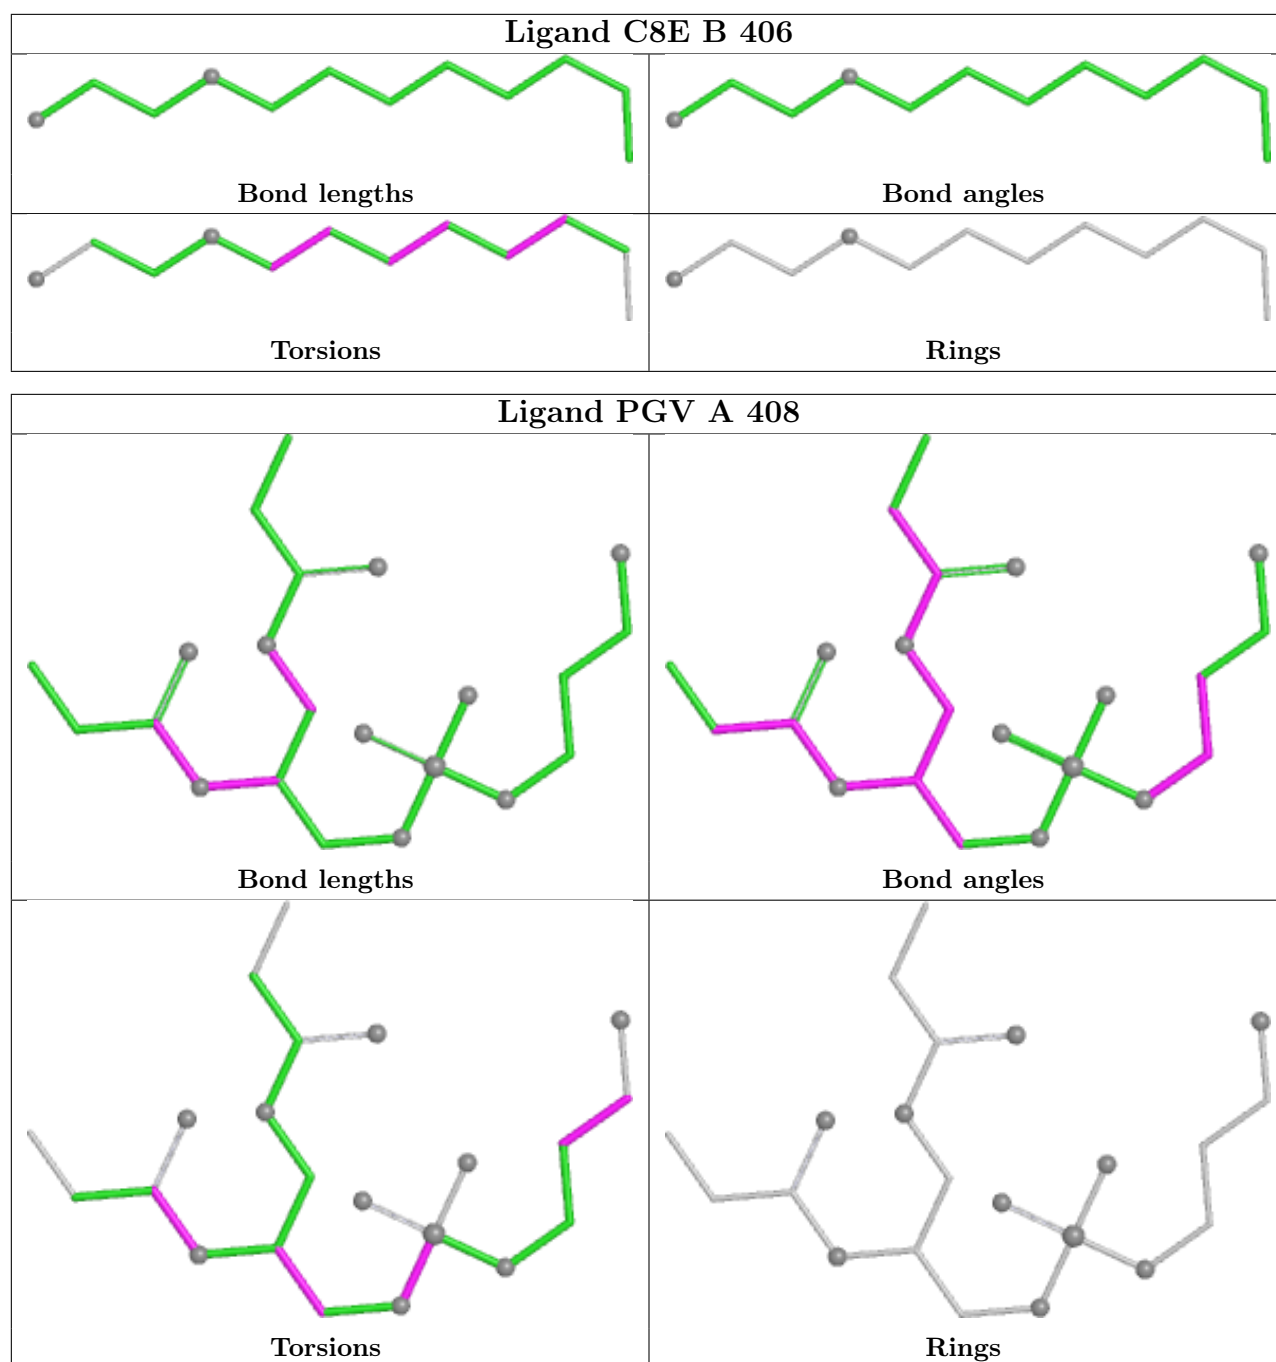 Ligand C8E B 406
Bond lengths
Bond angles
Torsions
Rings
Ligand PGV A 408
Bond lengths
Bond angles
Torsions
Rings